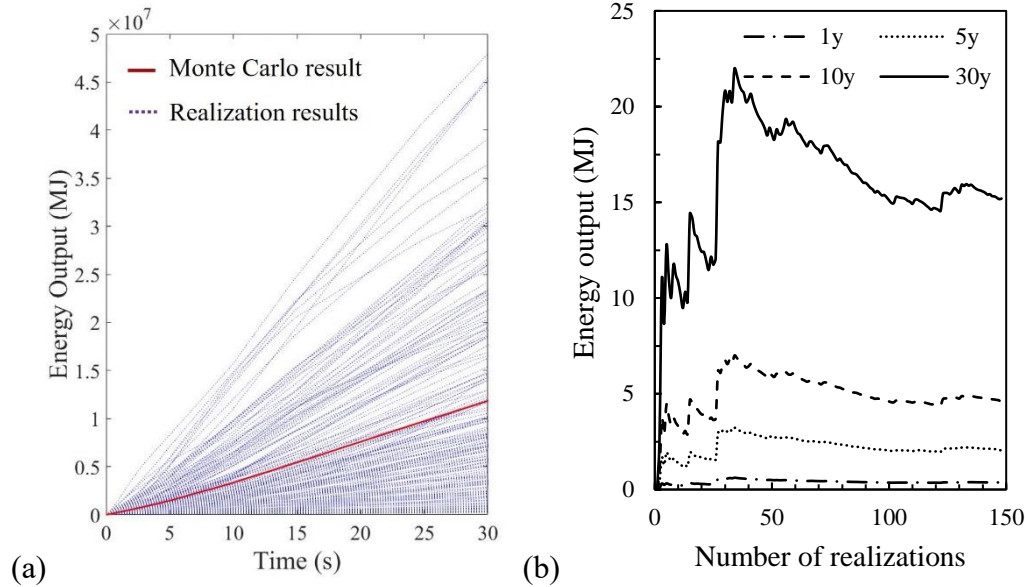 ×10⁷
5
4.5
4
3.5
3
2.5
2
1.5
1
0.5
0
Energy Output (MJ)
Monte Carlo result
Realization results
0 5 10 15 20 25 30
Time (s)
(a)
25
20
15
10
5
0
Energy output (MJ)
1y 5y
10y 30y
0 50 100 150
Number of realizations
(b)